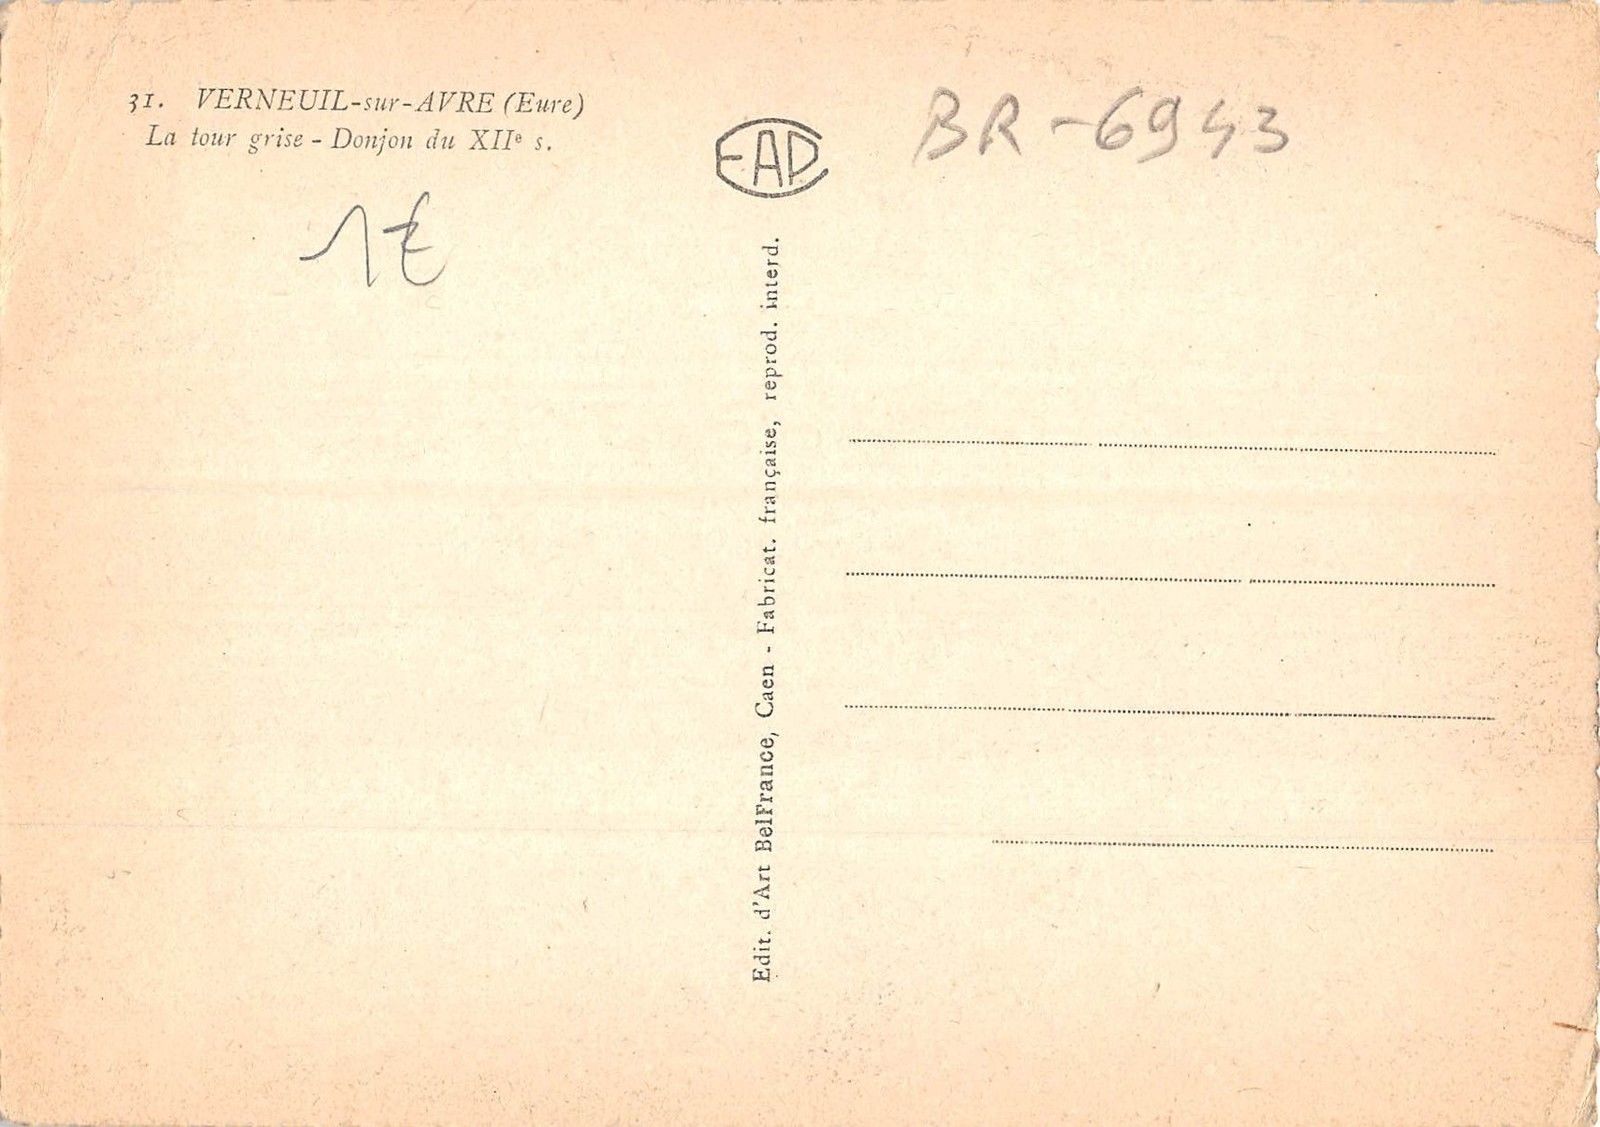 31. VERNEUIL-sur-AVRE (Eure)
La tour grise - Donjon du XIIe s.
1€
EAP
BR-6943
Edit. d'Art BelFrance, Caen - Fabricat. française, reprod. interd.